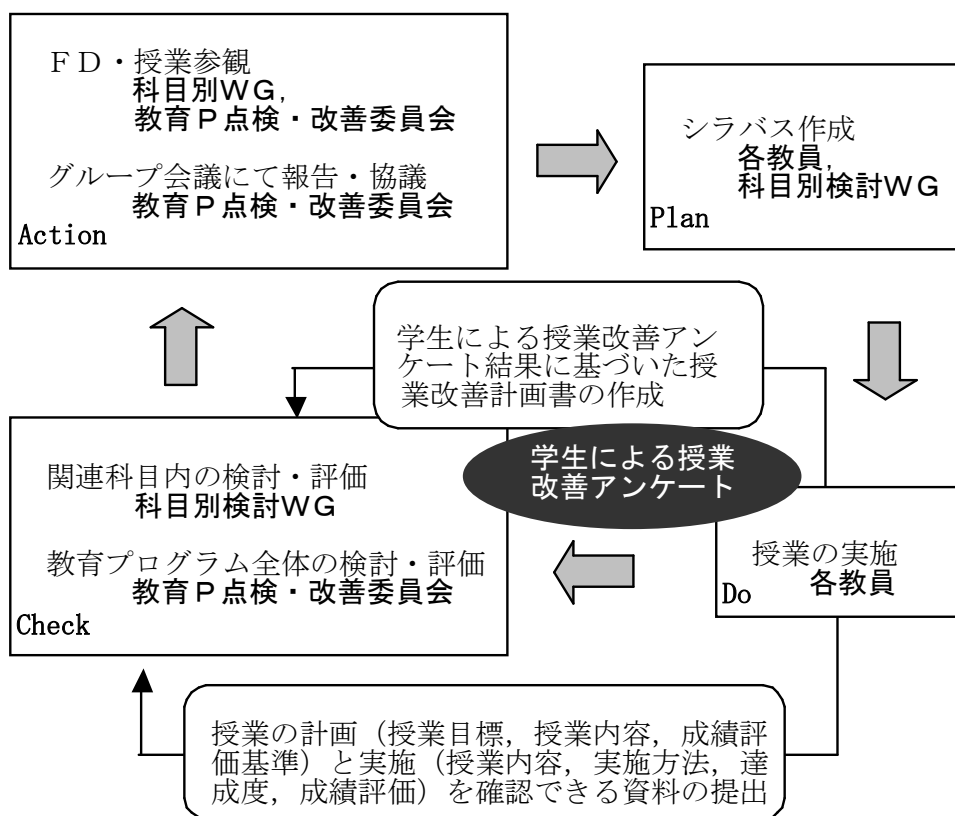 ＦＤ・授業参観
科目別ＷＧ，
教育Ｐ点検・改善委員会
グループ会議にて報告・協議
教育Ｐ点検・改善委員会
Action
シラバス作成
各教員，
科目別検討ＷＧ
Plan
学生による授業改善アン
ケート結果に基づいた授
業改善計画書の作成
学生による授業
改善アンケート
関連科目内の検討・評価
科目別検討ＷＧ
教育プログラム全体の検討・評価
教育Ｐ点検・改善委員会
Check
授業の実施
各教員
Do
授業の計画（授業目標，授業内容，成績評
価基準）と実施（授業内容，実施方法，達
成度，成績評価）を確認できる資料の提出